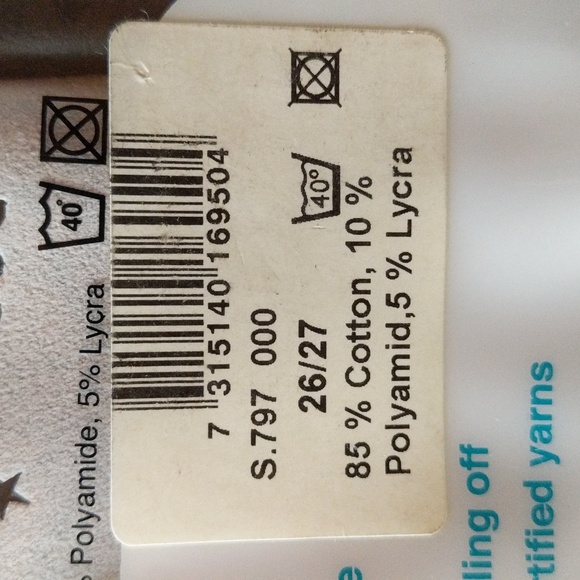 40°
% Polyamide, 5% Lycra
7 315140 169504
S.797 000
26/27
40°
85 % Cotton, 10 %
Polyamid,5 % Lycra
ling off
tified yarns